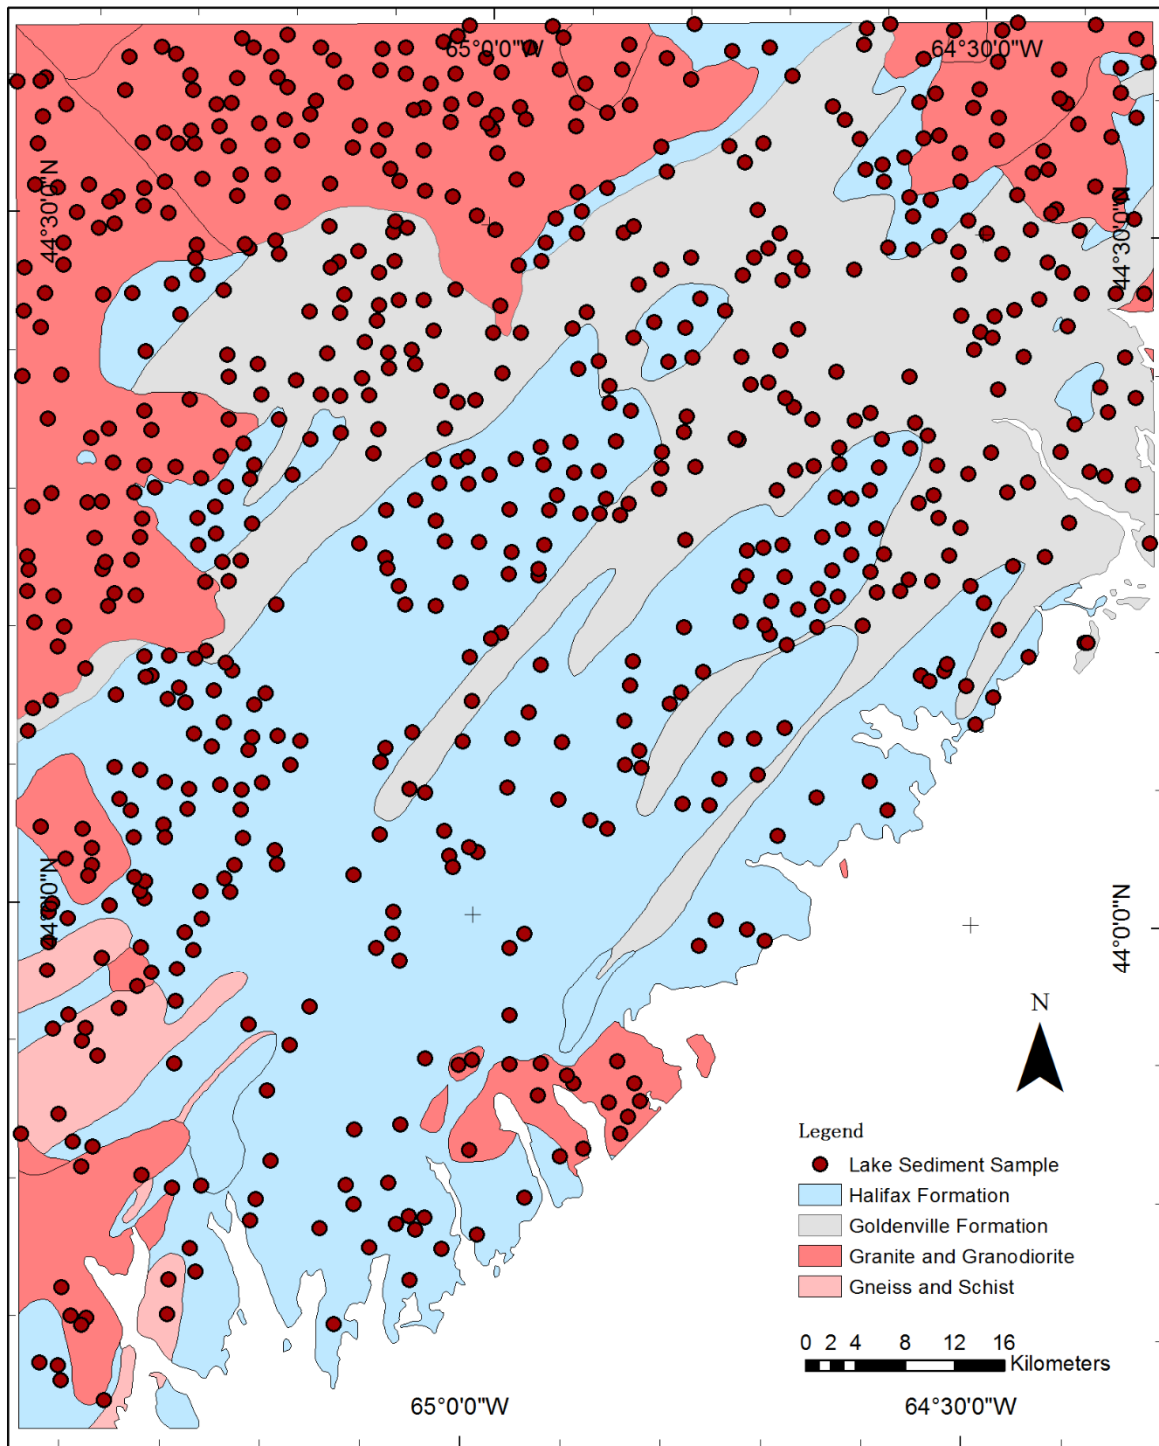 65°0'0"W
64°30'0"W
44°30'0"N
44°30'0"N
44°0'0"N
44°0'0"N
N
Legend
Lake Sediment Sample
Halifax Formation
Goldenville Formation
Granite and Granodiorite
Gneiss and Schist
0 2 4 8 12 16
Kilometers
65°0'0"W
64°30'0"W